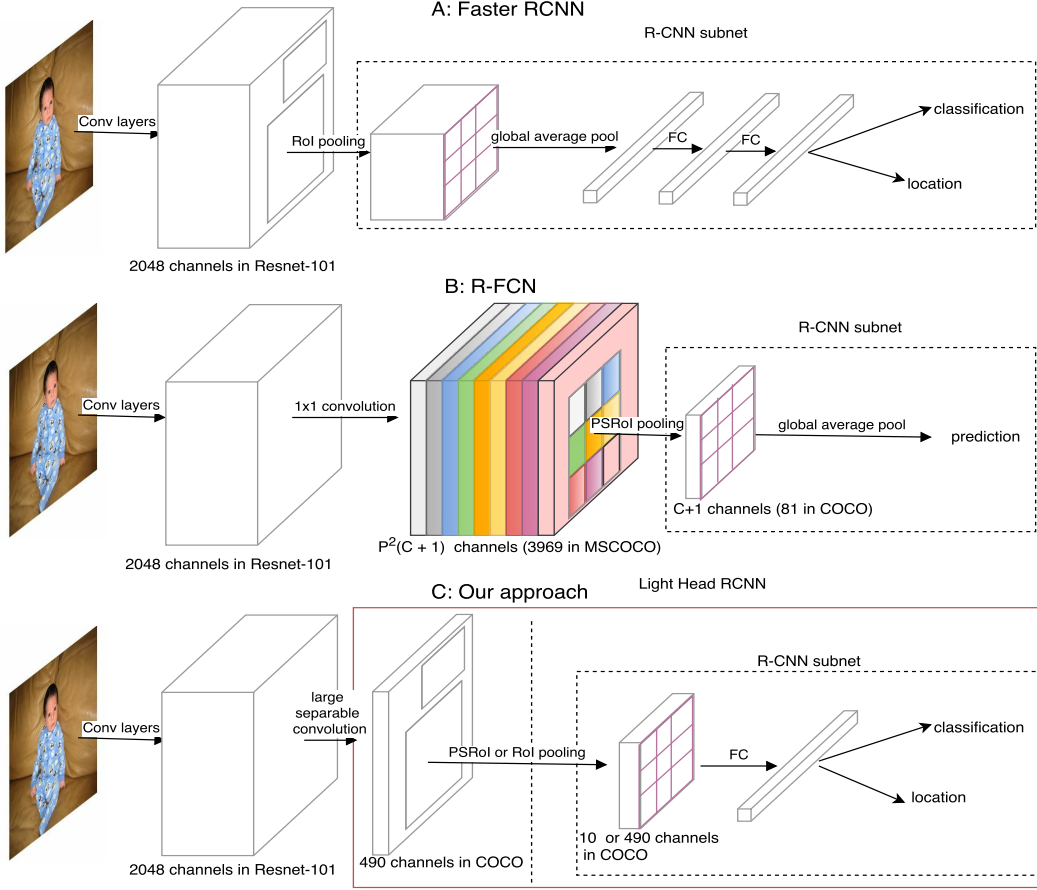 A: Faster RCNN
R-CNN subnet
Conv layers
RoI pooling
global average pool
FC
FC
classification
location
2048 channels in Resnet-101
B: R-FCN
R-CNN subnet
Conv layers
1x1 convolution
PSRoI pooling
global average pool
prediction
C+1 channels (81 in COCO)
P²(C + 1) channels (3969 in MSCOCO)
2048 channels in Resnet-101
C: Our approach
Light Head RCNN
R-CNN subnet
Conv layers
large
separable
convolution
PSRoI or RoI pooling
FC
classification
location
10 or 490 channels
in COCO
490 channels in COCO
2048 channels in Resnet-101